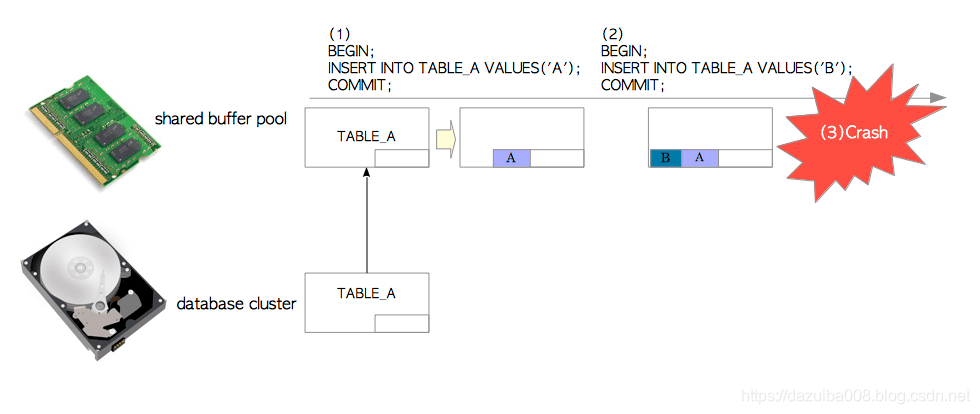 (1)
BEGIN;
INSERT INTO TABLE_A VALUES('A');
COMMIT;
(2)
BEGIN;
INSERT INTO TABLE_A VALUES('B');
COMMIT;
shared buffer pool
TABLE_A
A
B
A
(3)Crash
database cluster
TABLE_A
https://dazuiba008.blog.csdn.net